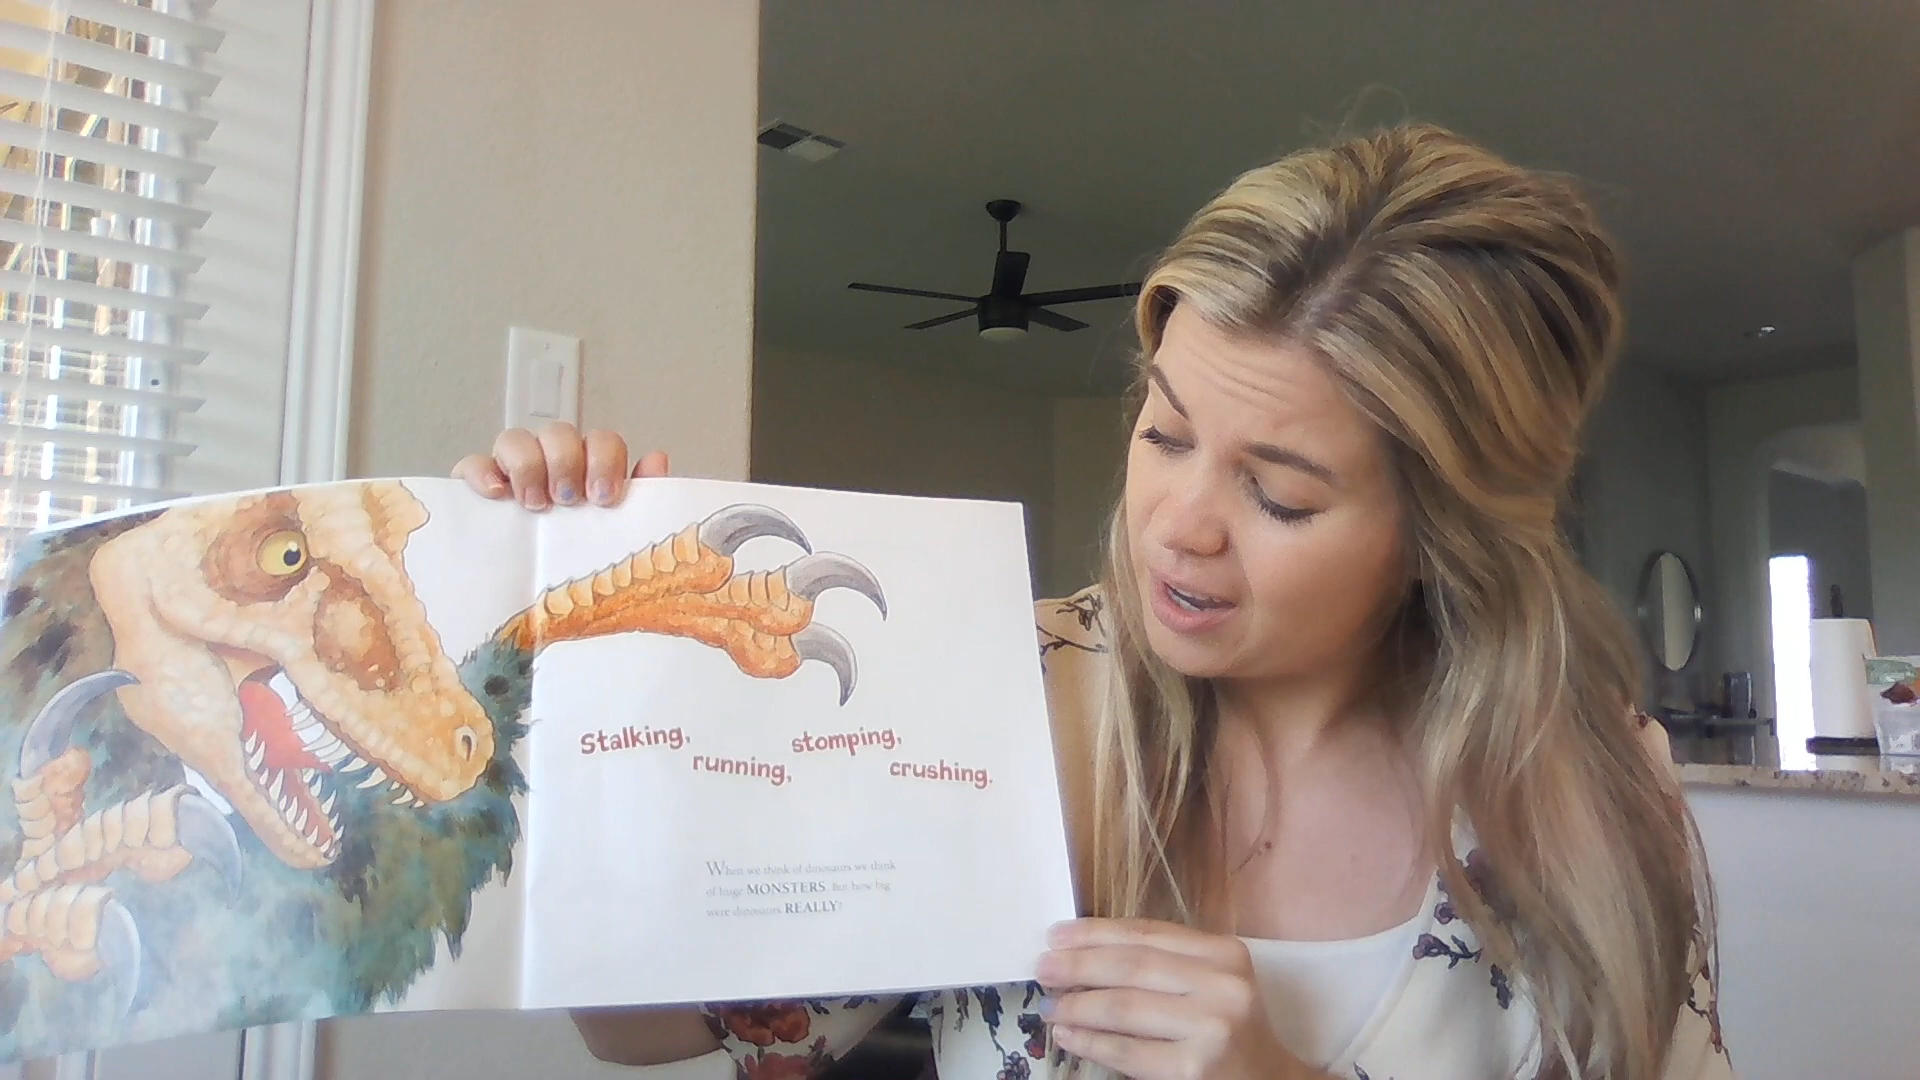 Stalking, stomping,
running, crushing.
When we think of dinosaurs we think
of huge MONSTERS. But how big
were dinosaurs REALLY?